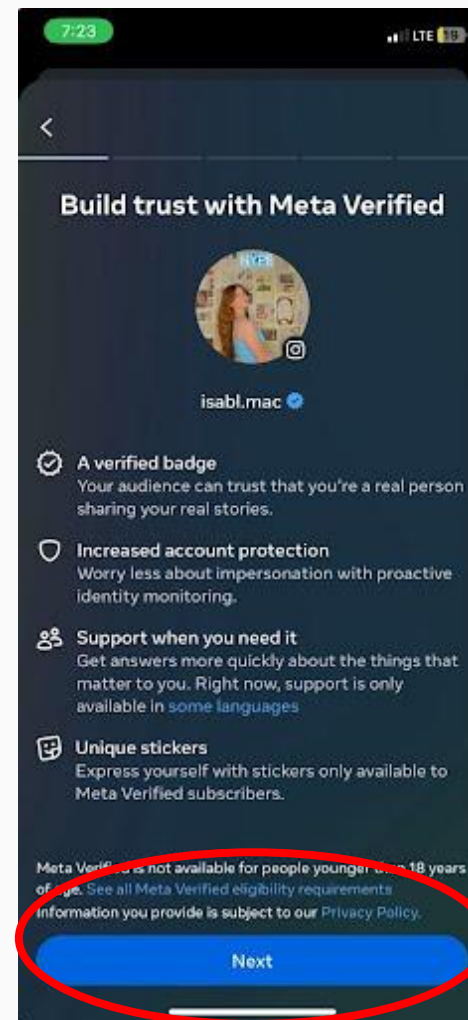 7:23 LTE 19
Build trust with Meta Verified
NYPE
isabl.mac
A verified badge
Your audience can trust that you're a real person
sharing your real stories.
Increased account protection
Worry less about impersonation with proactive
identity monitoring.
Support when you need it
Get answers more quickly about the things that
matter to you. Right now, support is only
available in some languages
Unique stickers
Express yourself with stickers only available to
Meta Verified subscribers.
Meta Verified is not available for people younger than 18 years
of age. See all Meta Verified eligibility requirements
Information you provide is subject to our Privacy Policy.
Next